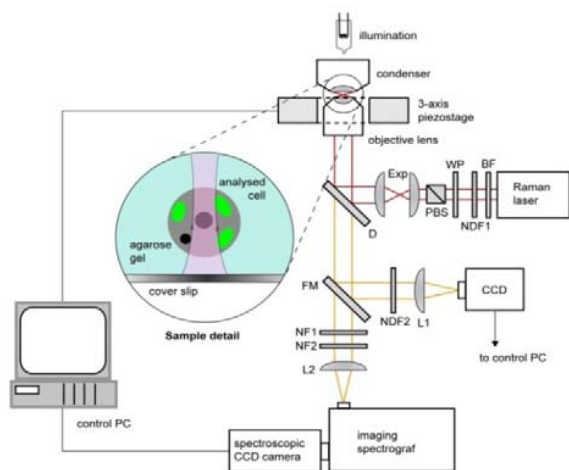 illumination
condenser
3-axis
piezostage
objective lens
analysed
cell
agarose
gel
cover slip
Sample detail
Exp
WP
BF
PBS
NDF1
Raman
laser
D
FM
NDF2
L1
CCD
NF1
NF2
L2
to control PC
control PC
spectroscopic
CCD camera
imaging
spectrograf